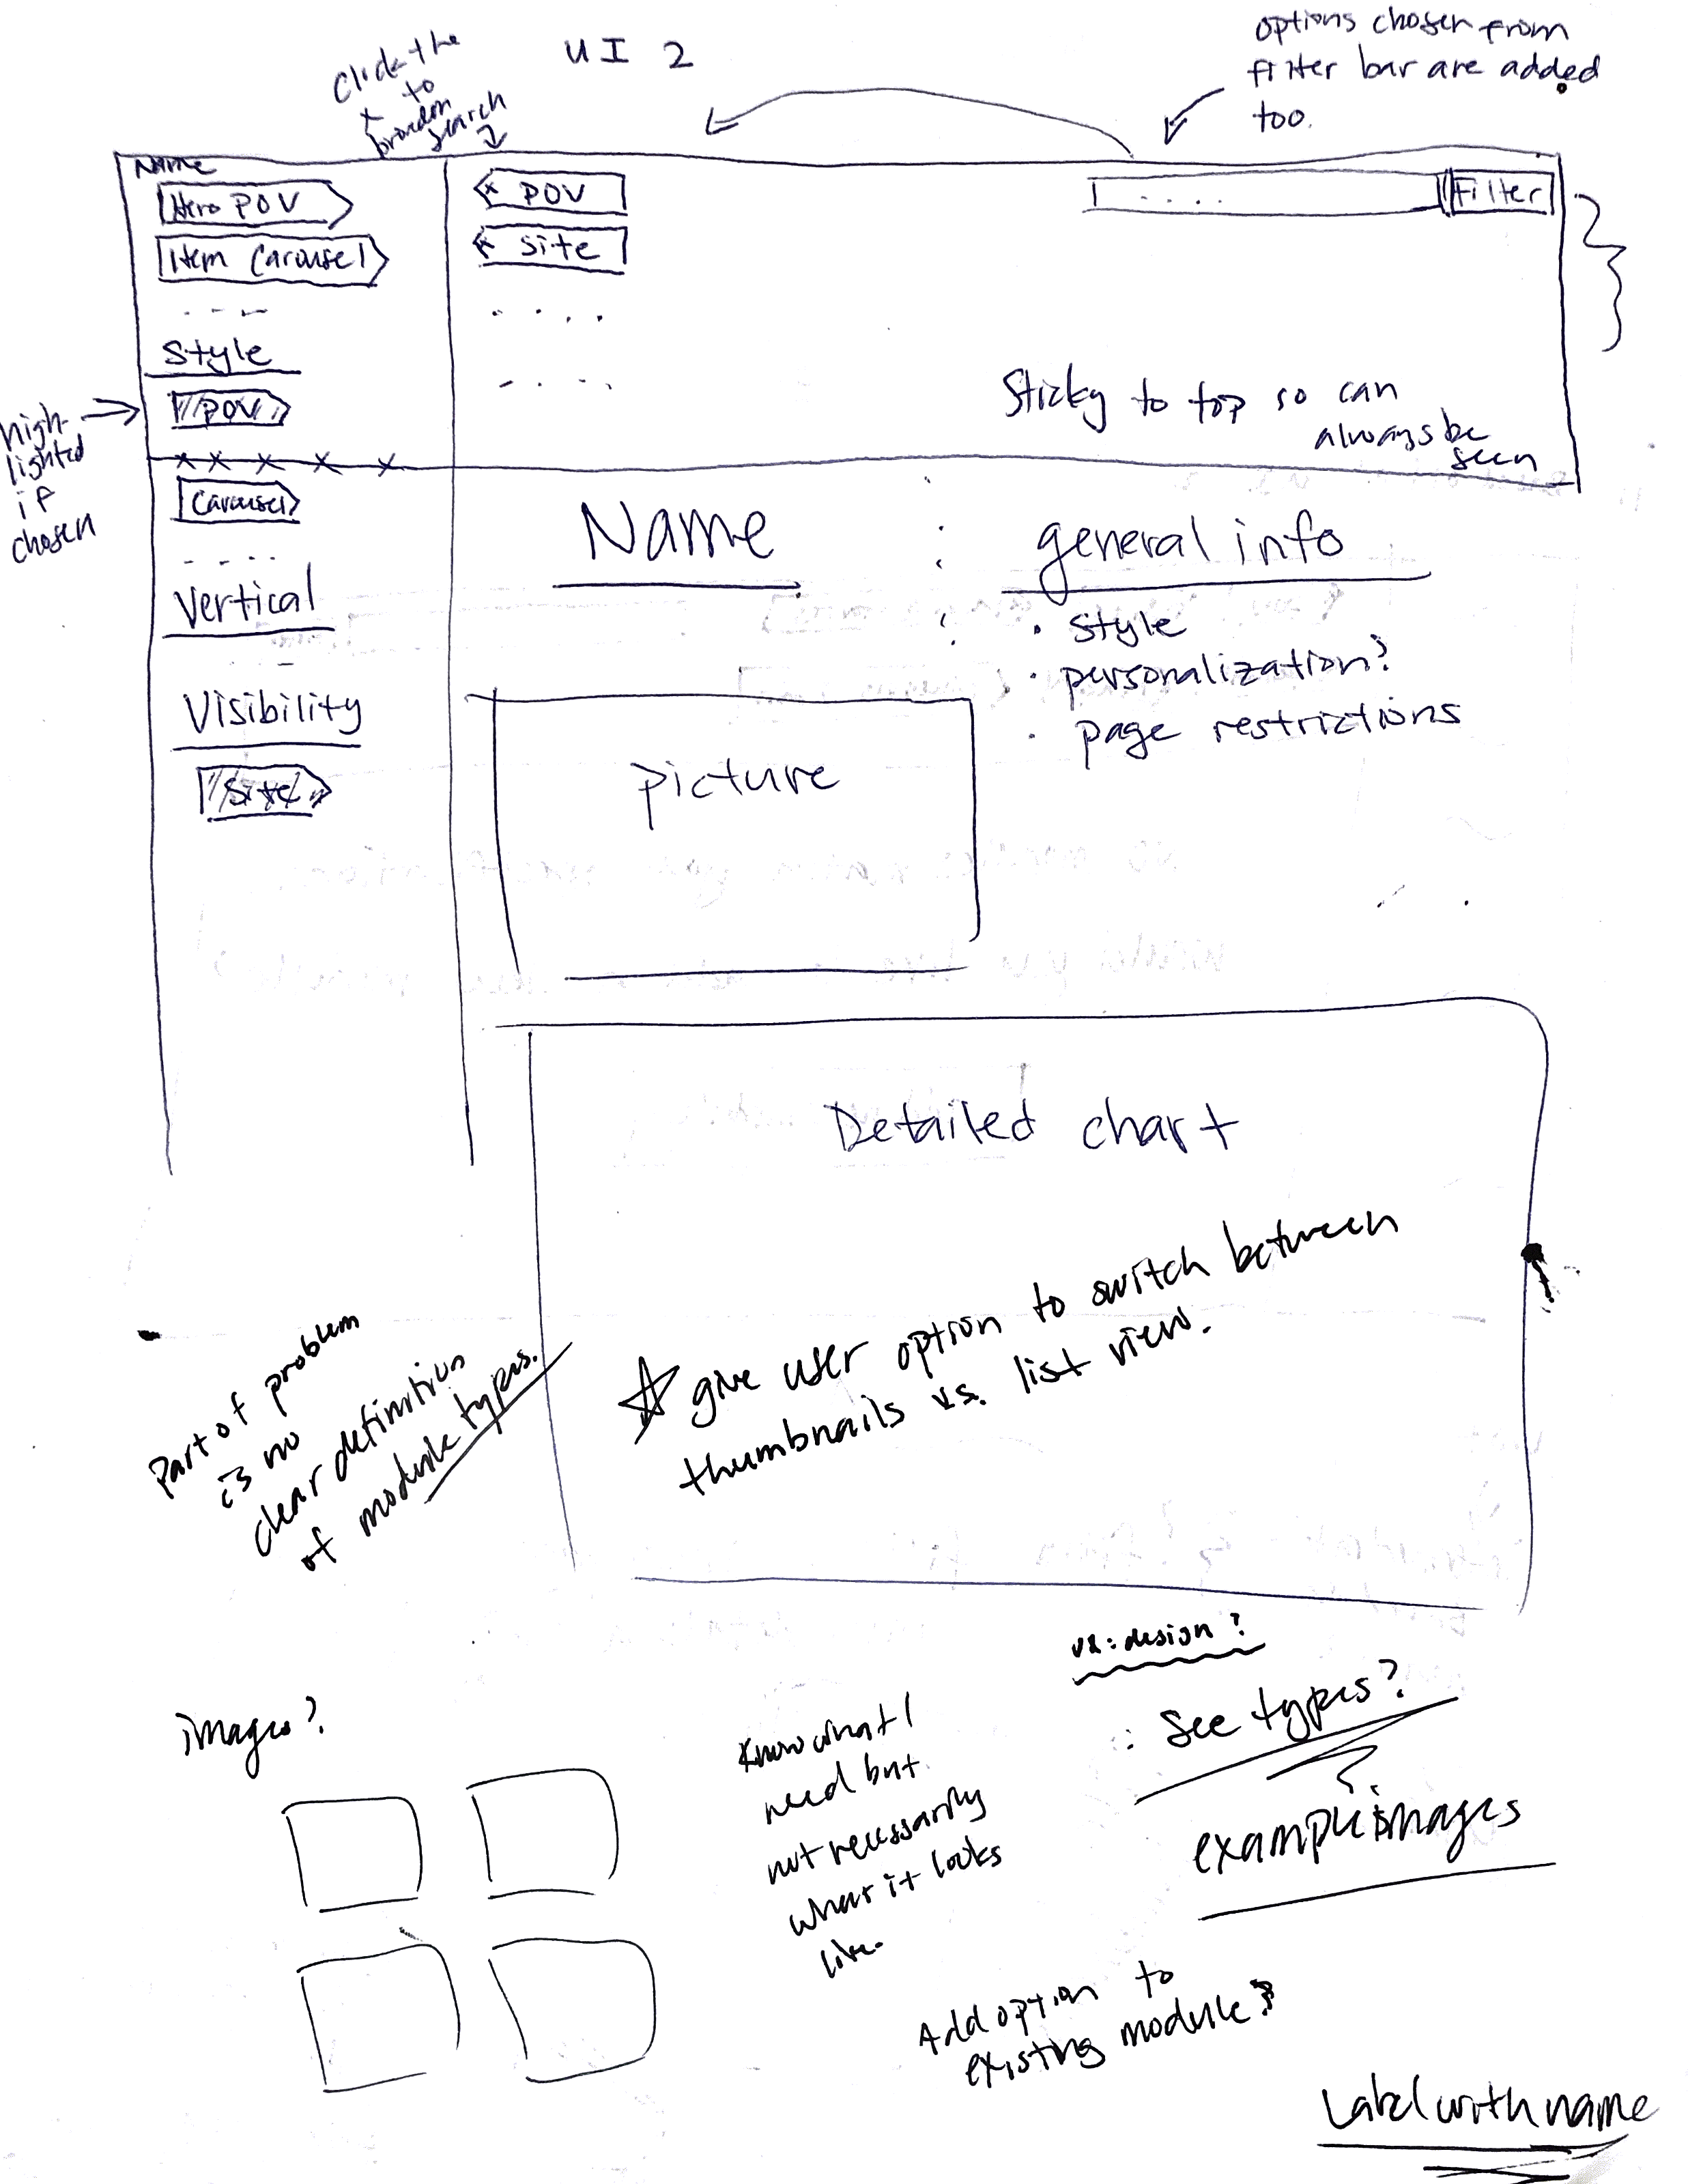 UI 2
Click the
x to
broaden
search
options chosen from
filter bar are added
too.
Name
Hero POV
Item Carousel
Style
POV
x x x x x
Carousel
Vertical
Visibility
Site
high-
lighted
if
chosen
x POV
x Site
Filter
Sticky to top so can
always be
seen
Name
general info
• Style
• personalization?
• page restrictions
picture
Detailed chart
☆ give user option to switch between
thumbnails vs. list view.
Part of problem
is no
clear definition
of module types.
images?
Know what I
need but
not necessarily
what it looks
like.
design?
: See types?
example images
Add option to
existing module?
Label with name